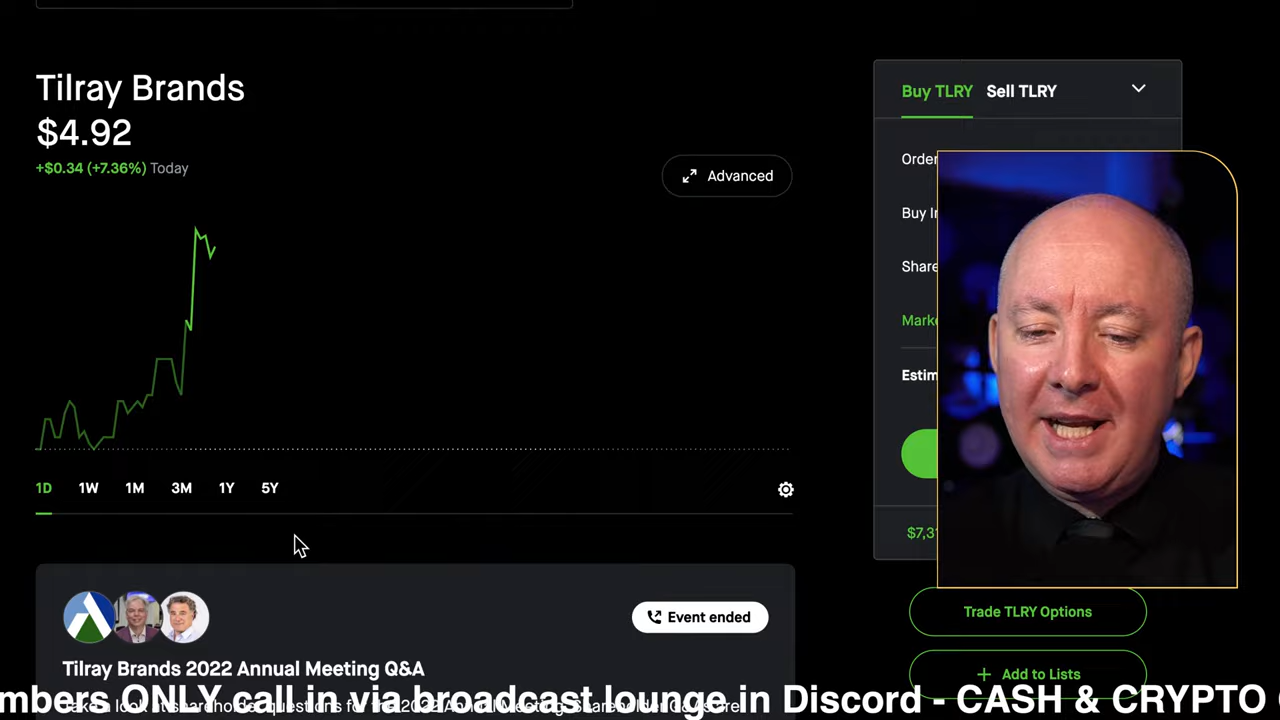 Tilray Brands
$4.92
+$0.34 (+7.36%) Today
Advanced
1D 1W 1M 3M 1Y 5Y
Buy TLRY Sell TLRY
Order
Buy I
Share
Mark
Estim
$7,3
Trade TLRY Options
+ Add to Lists
Event ended
Tilray Brands 2022 Annual Meeting Q&A
mbers ONLY call in via broadcast lounge in Discord - CASH & CRYPTO